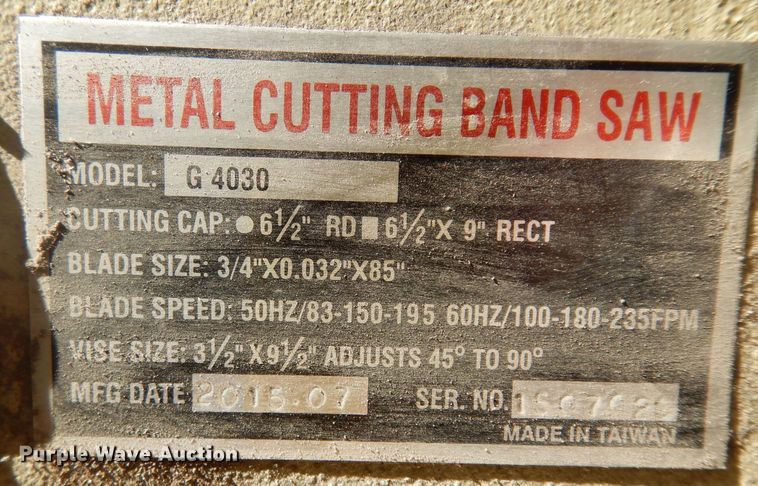 METAL CUTTING BAND SAW
MODEL: G 4030
CUTTING CAP: ● 6½" RD ■ 6½"X 9" RECT
BLADE SIZE: 3/4"X0.032"X85"
BLADE SPEED: 50HZ/83-150-195 60HZ/100-180-235FPM
VISE SIZE: 3½" X9½" ADJUSTS 45° TO 90°
MFG DATE 2015.07 SER. NO.
MADE IN TAIWAN
Purple Wave Auction